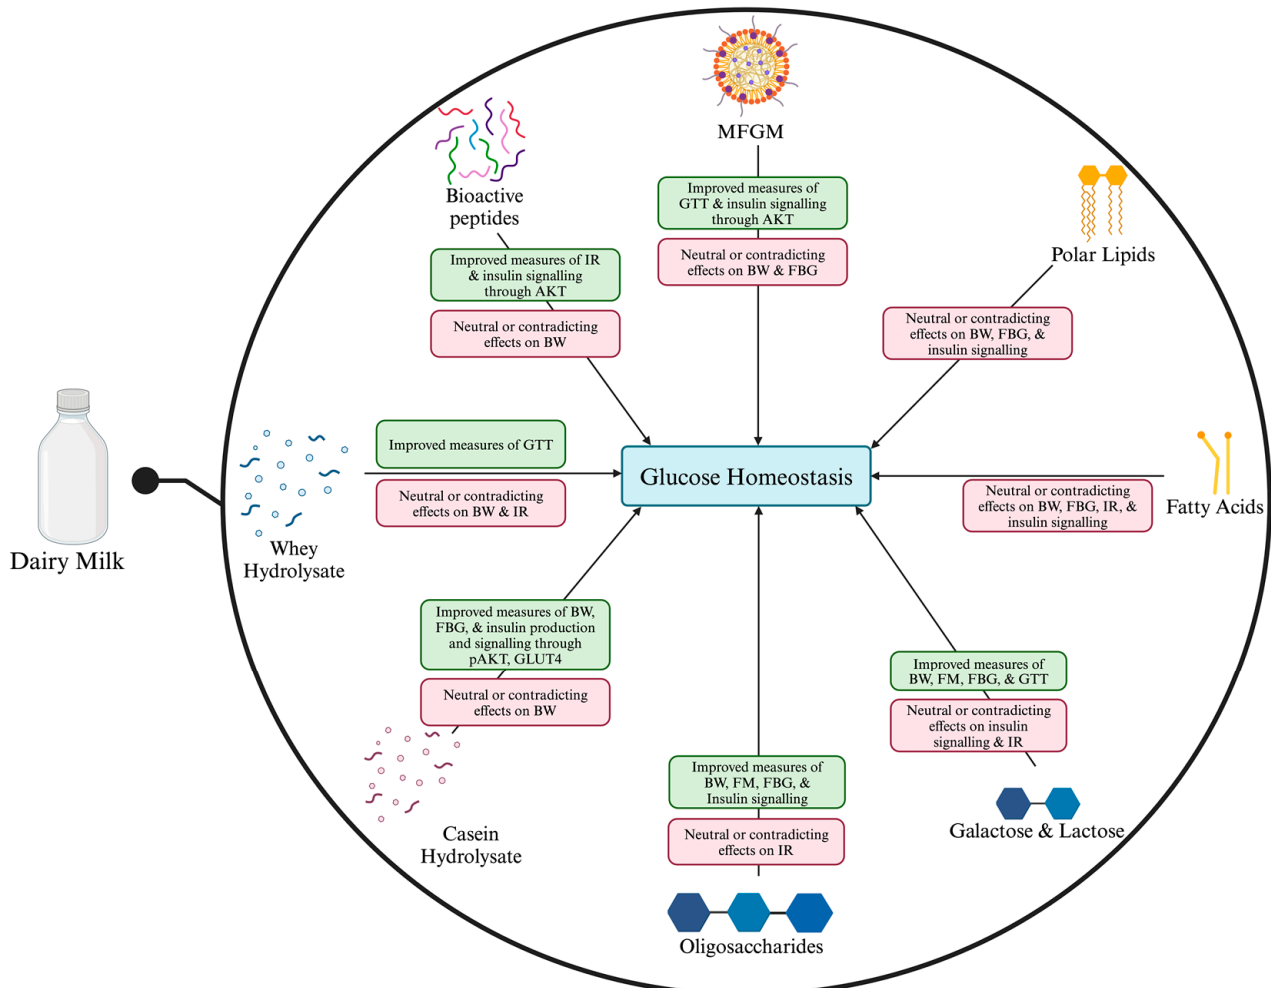 MFGM
Improved measures of
GTT & insulin signalling
through AKT
Neutral or contradicting
effects on BW & FBG
Bioactive
peptides
Improved measures of IR
& insulin signalling
through AKT
Neutral or contradicting
effects on BW
Polar Lipids
Neutral or contradicting
effects on BW, FBG, &
insulin signalling
Dairy Milk
Whey
Hydrolysate
Improved measures of GTT
Neutral or contradicting
effects on BW & IR
Glucose Homeostasis
Fatty Acids
Neutral or contradicting
effects on BW, FBG, IR, &
insulin signalling
Improved measures of BW,
FBG, & insulin production
and signalling through
pAKT, GLUT4
Neutral or contradicting
effects on BW
Casein
Hydrolysate
Improved measures of
BW, FM, FBG, &
Insulin signalling
Neutral or contradicting
effects on IR
Oligosaccharides
Improved measures of
BW, FM, FBG, & GTT
Neutral or contradicting
effects on insulin
signalling & IR
Galactose & Lactose